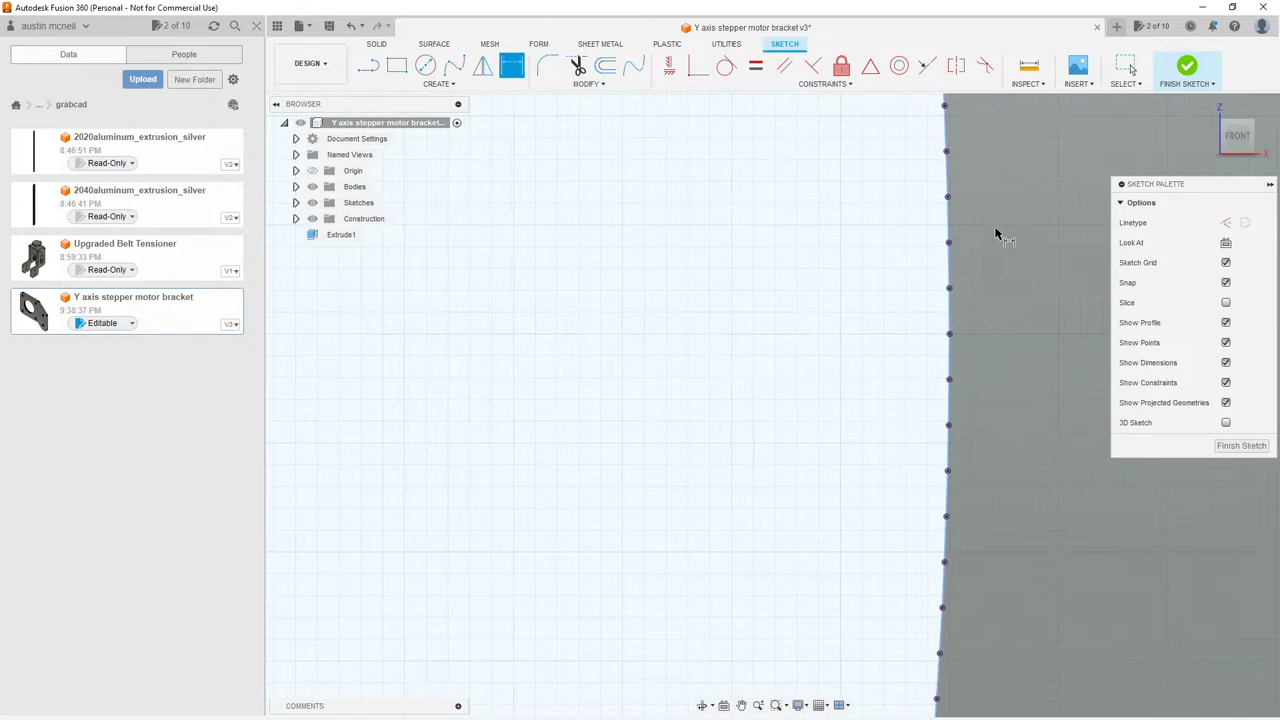 Autodesk Fusion 360 (Personal - Not for Commercial Use)
austin mcneil
2 of 10
Y axis stepper motor bracket v3*
2 of 10
Data
People
Upload
New Folder
... grabcad
2020aluminum_extrusion_silver
8:46:51 PM
Read-Only
V2
2040aluminum_extrusion_silver
8:46:41 PM
Read-Only
V2
Upgraded Belt Tensioner
8:59:33 PM
Read-Only
V1
Y axis stepper motor bracket
9:38:37 PM
Editable
V3
DESIGN
SOLID
SURFACE
MESH
FORM
SHEET METAL
PLASTIC
UTILITIES
SKETCH
CREATE
MODIFY
CONSTRAINTS
INSPECT
INSERT
SELECT
FINISH SKETCH
BROWSER
Y axis stepper motor bracket...
Document Settings
Named Views
Origin
Bodies
Sketches
Construction
Extrude1
Z
FRONT
X
SKETCH PALETTE
Options
Linetype
Look At
Sketch Grid
Snap
Slice
Show Profile
Show Points
Show Dimensions
Show Constraints
Show Projected Geometries
3D Sketch
Finish Sketch
COMMENTS